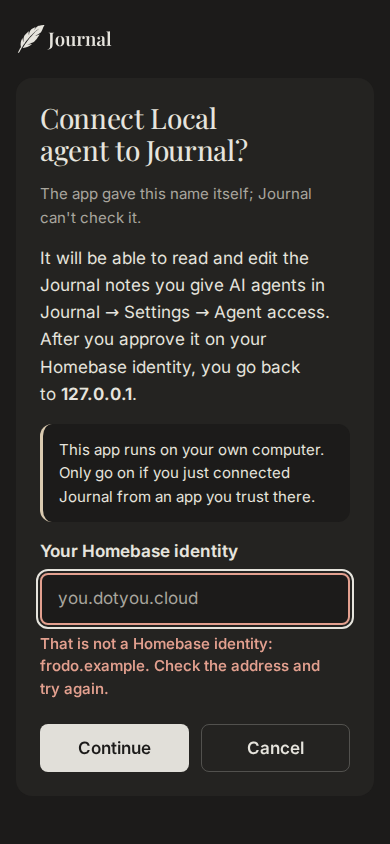 Journal
Connect Local
agent to Journal?
The app gave this name itself; Journal
can't check it.
It will be able to read and edit the
Journal notes you give AI agents in
Journal → Settings → Agent access.
After you approve it on your
Homebase identity, you go back
to 127.0.0.1.
This app runs on your own computer.
Only go on if you just connected
Journal from an app you trust there.
Your Homebase identity
you.dotyou.cloud
That is not a Homebase identity:
frodo.example. Check the address and
try again.
Continue
Cancel